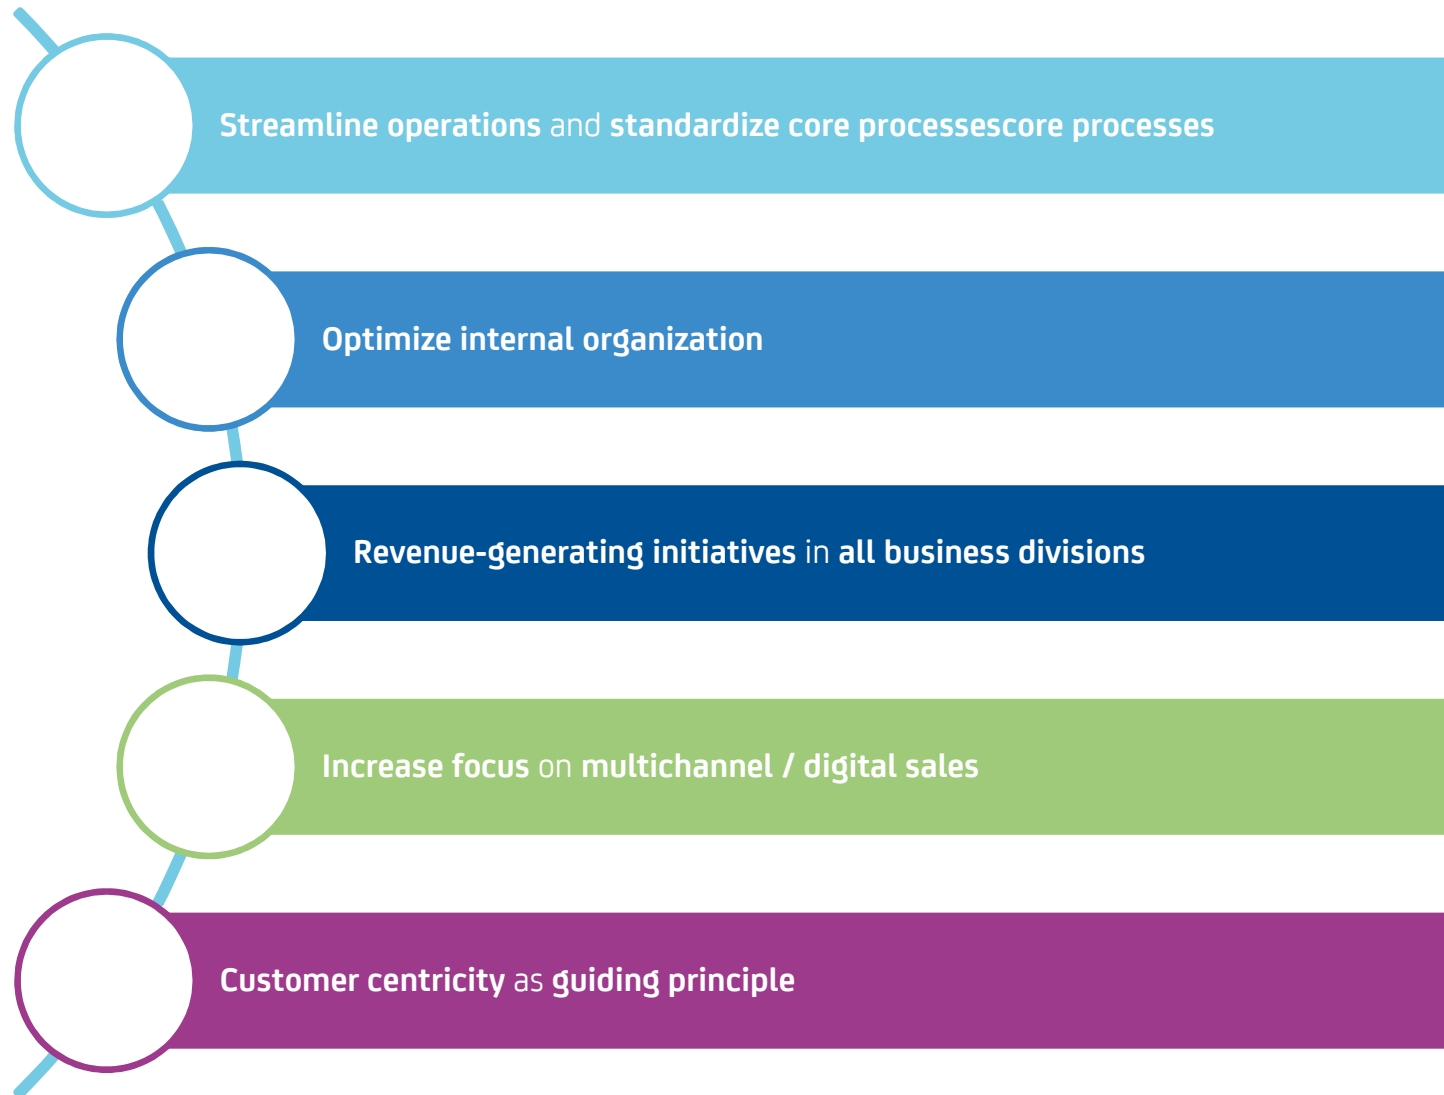 Streamline operations and standardize core processescore processes
Optimize internal organization
Revenue-generating initiatives in all business divisions
Increase focus on multichannel / digital sales
Customer centricity as guiding principle